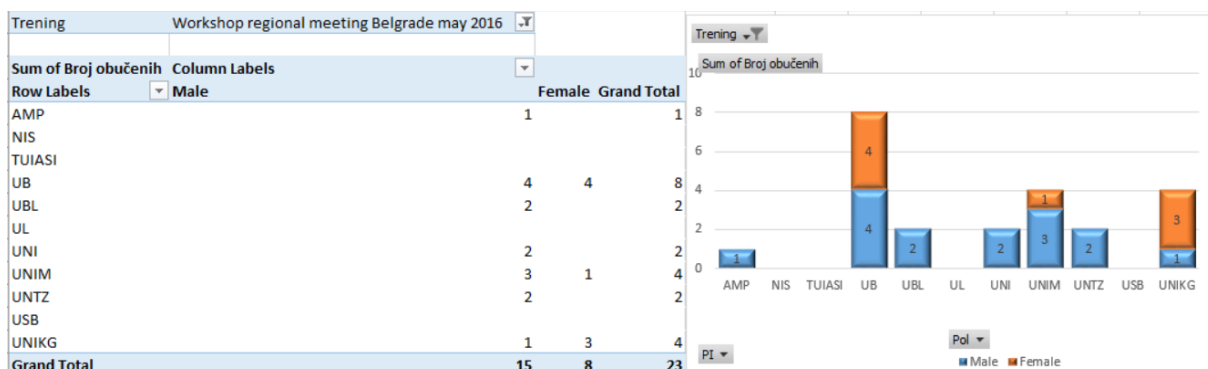 Trening Workshop regional meeting Belgrade may 2016
Sum of Broj obučenih Column Labels
Row Labels Male Female Grand Total
AMP 1 1
NIS
TUIASI
UB 4 4 8
UBL 2 2
UL
UNI 2 2
UNIM 3 1 4
UNTZ 2 2
USB
UNIKG 1 3 4
Grand Total 15 8 23
Trening
Sum of Broj obučenih
10
8
6
4
2
0
4
1
3
1 4 2 2 3 2 1
AMP NIS TUIASI UB UBL UL UNI UNIM UNTZ USB UNIKG
Pol
PI
Male Female